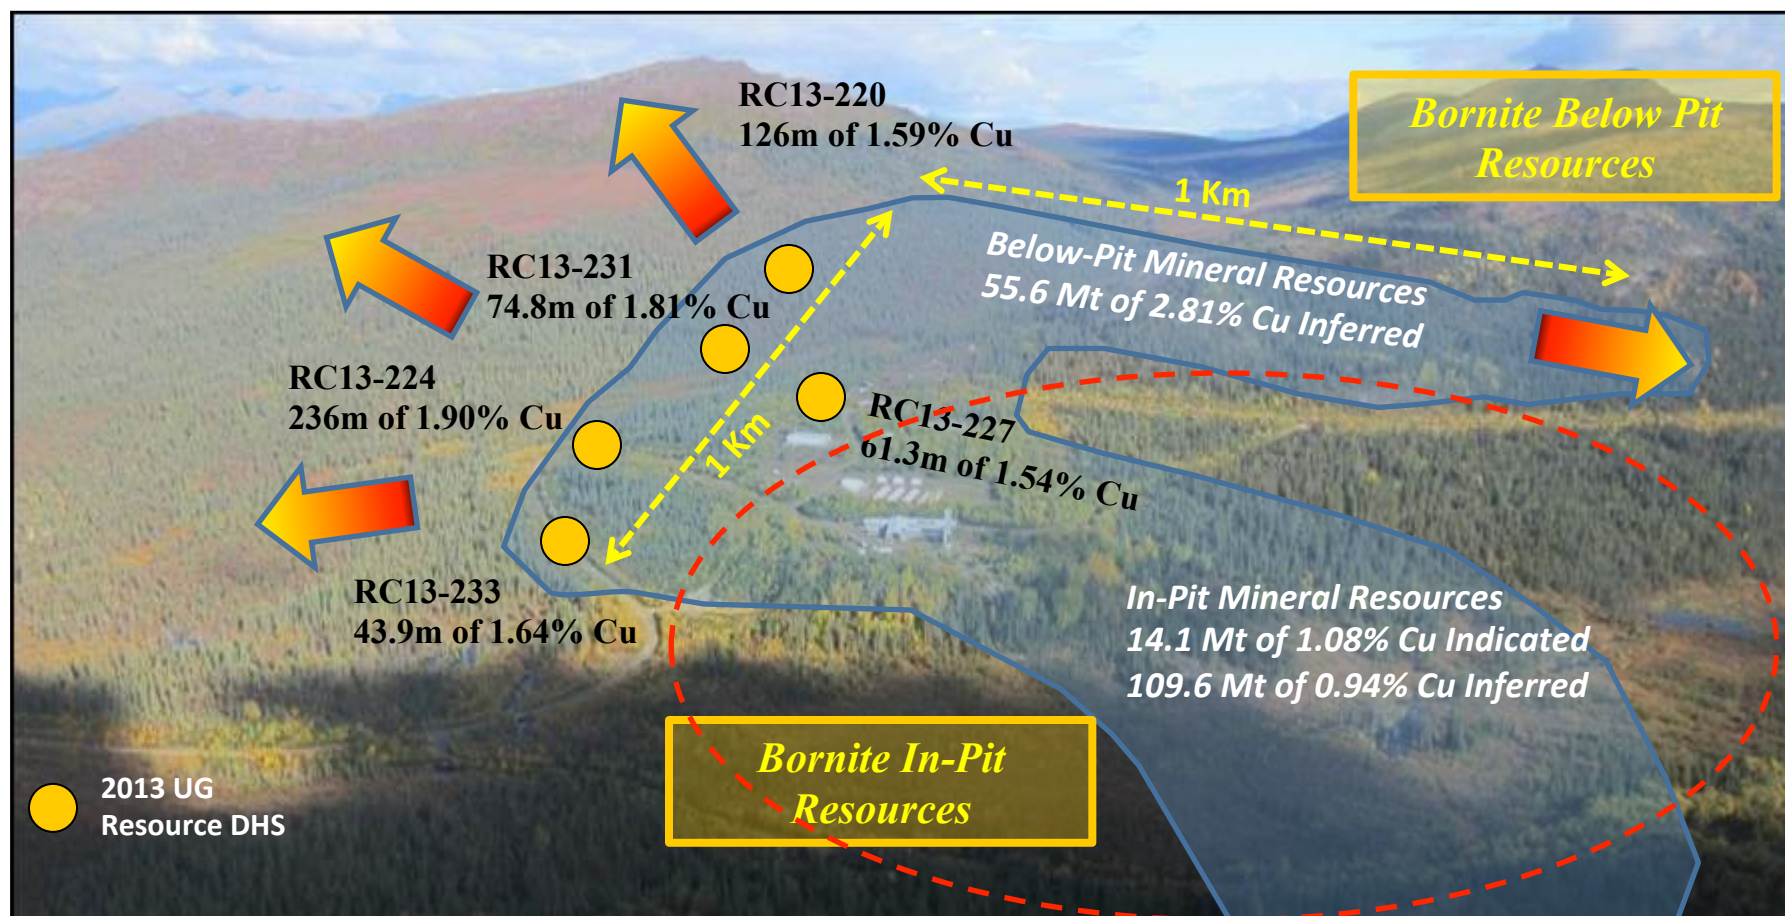 RC13-220
126m of 1.59% Cu
Bornite Below Pit
Resources
1 Km
Below-Pit Mineral Resources
55.6 Mt of 2.81% Cu Inferred
RC13-231
74.8m of 1.81% Cu
RC13-224
236m of 1.90% Cu
1 Km
RC13-227
61.3m of 1.54% Cu
RC13-233
43.9m of 1.64% Cu
In-Pit Mineral Resources
14.1 Mt of 1.08% Cu Indicated
109.6 Mt of 0.94% Cu Inferred
Bornite In-Pit
Resources
2013 UG
Resource DHS